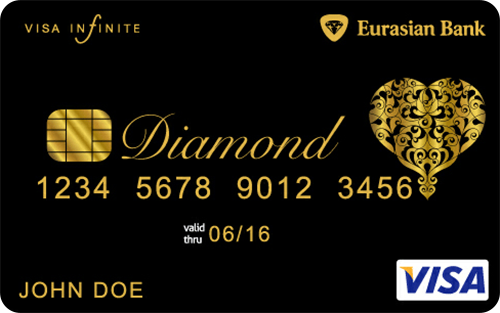 VISA INFINITE
Eurasian Bank
Diamond
1234 5678 9012 3456
valid
thru 06/16
JOHN DOE
VISA